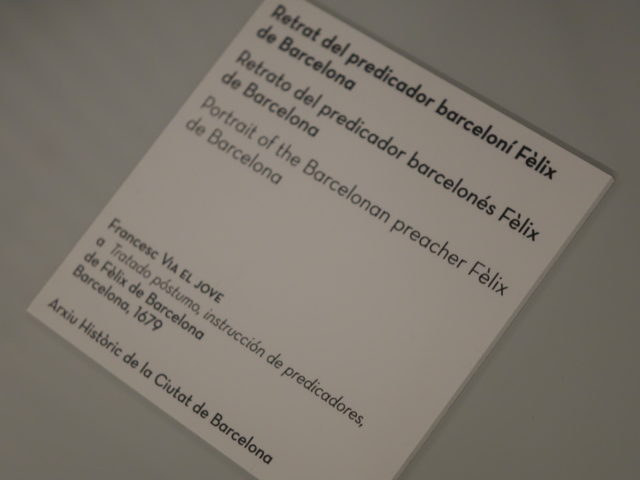 Retrat del predicador barceloní Fèlix
de Barcelona
Retrato del predicador barcelonés Fèlix
de Barcelona
Portrait of the Barcelonan preacher Fèlix
de Barcelona
Francesc VIA EL JOVE
a Tratado póstumo, instrucción de predicadores,
de Fèlix de Barcelona
Barcelona, 1679
Arxiu Històric de la Ciutat de Barcelona